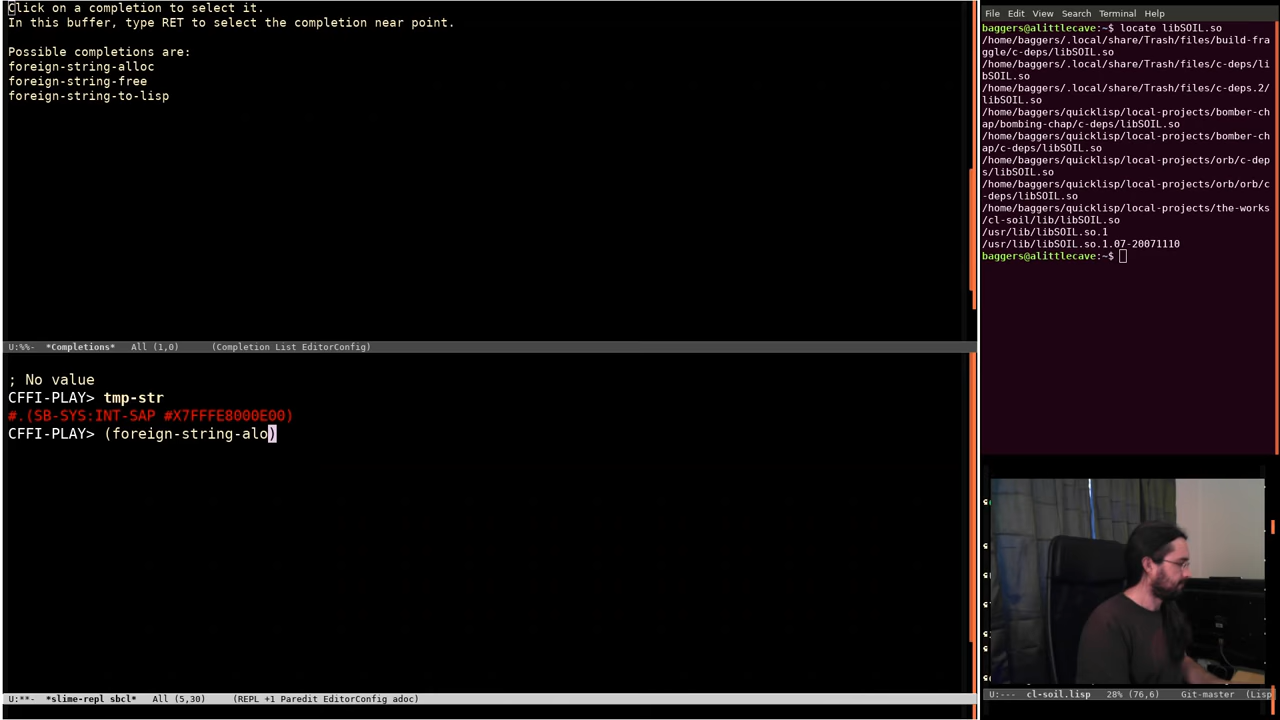 Click on a completion to select it.
In this buffer, type RET to select the completion near point.
Possible completions are:
foreign-string-alloc
foreign-string-free
foreign-string-to-lisp
U:%%-  *Completions*   All (1,0)     (Completion List EditorConfig)
; No value
CFFI-PLAY> tmp-str
#.(SB-SYS:INT-SAP #X7FFFE8000E00)
CFFI-PLAY> (foreign-string-alo)
U:**-  *slime-repl sbcl*   All (5,30)     (REPL +1 Paredit EditorConfig adoc)
File  Edit  View  Search  Terminal  Help
baggers@alittlecave:~$ locate libSOIL.so
/home/baggers/.local/share/Trash/files/build-fra
ggle/c-deps/libSOIL.so
/home/baggers/.local/share/Trash/files/c-deps/li
bSOIL.so
/home/baggers/.local/share/Trash/files/c-deps.2/
libSOIL.so
/home/baggers/quicklisp/local-projects/bomber-ch
ap/bombing-chap/c-deps/libSOIL.so
/home/baggers/quicklisp/local-projects/bomber-ch
ap/c-deps/libSOIL.so
/home/baggers/quicklisp/local-projects/orb/c-dep
s/libSOIL.so
/home/baggers/quicklisp/local-projects/orb/orb/c
-deps/libSOIL.so
/home/baggers/quicklisp/local-projects/the-works
/cl-soil/lib/libSOIL.so
/usr/lib/libSOIL.so.1
/usr/lib/libSOIL.so.1.07-20071110
baggers@alittlecave:~$
U:---  cl-soil.lisp   28% (76,6)     Git-master  (Lisp